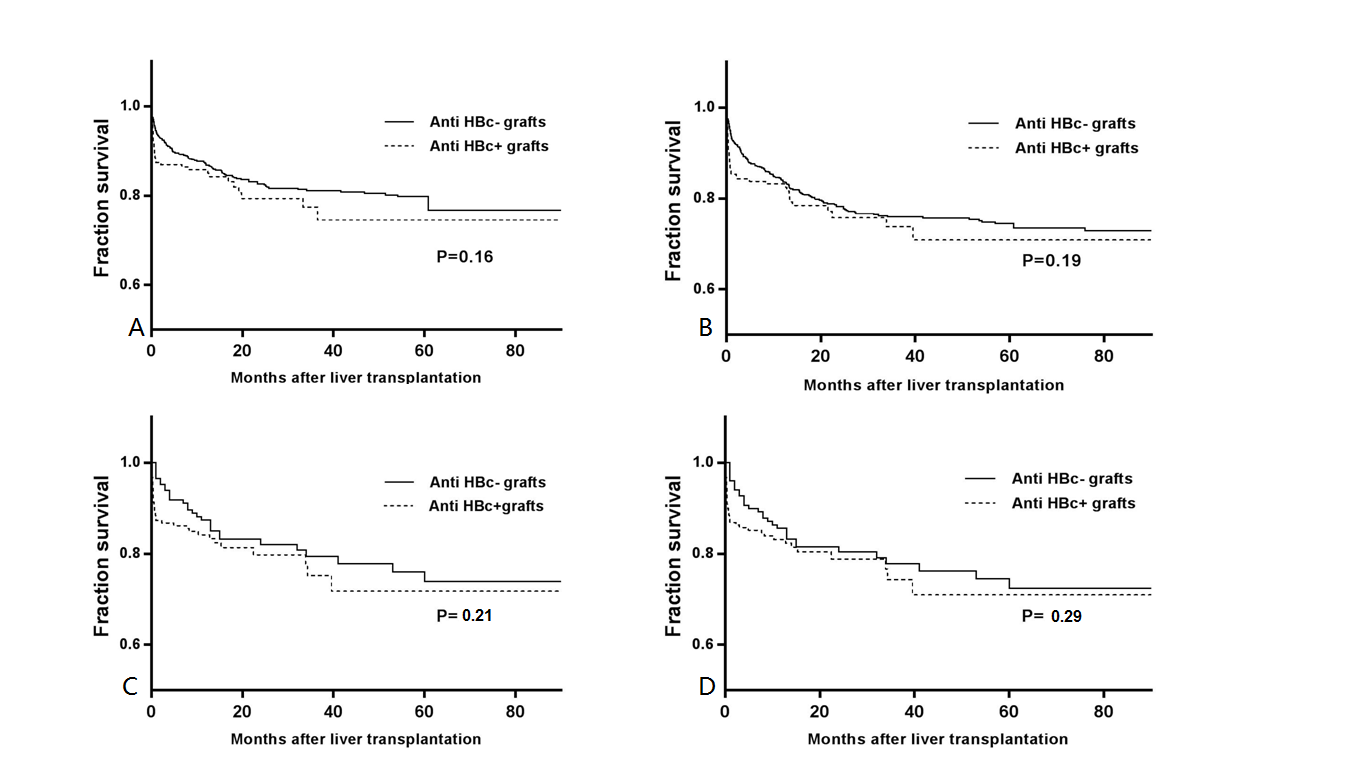 Fraction survival
1.0
0.8
0.6
Anti HBc- grafts
Anti HBc+ grafts
P=0.16
A
0 20 40 60 80
Months after liver transplantation
Fraction survival
1.0
0.8
0.6
Anti HBc- grafts
Anti HBc+ grafts
P=0.19
B
0 20 40 60 80
Months after liver transplantation
Fraction survival
1.0
0.8
0.6
Anti HBc- grafts
Anti HBc+grafts
P= 0.21
C
0 20 40 60 80
Months after liver transplantation
Fraction survival
1.0
0.8
0.6
Anti HBc- grafts
Anti HBc+ grafts
P= 0.29
D
0 20 40 60 80
Months after liver transplantation